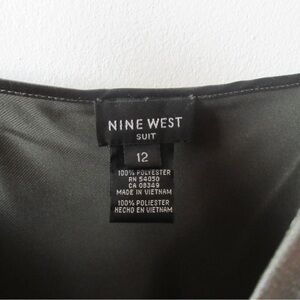 NINE WEST
SUIT
12
100% POLYESTER
RN 54050
CA 08349
MADE IN VIETNAM
100% POLIESTER
HECHO EN VIETNAM